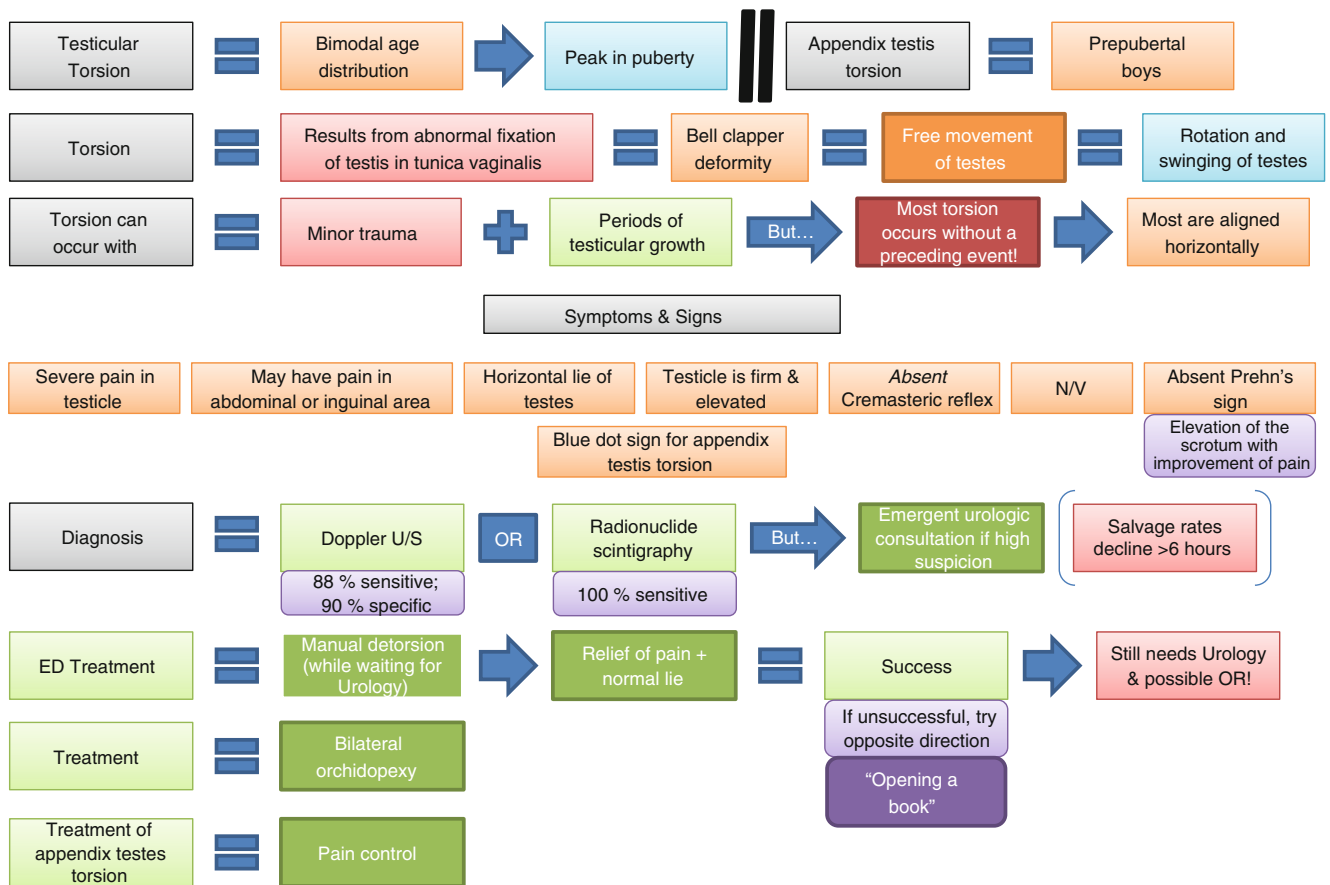 Testicular
Torsion
Bimodal age
distribution
Peak in puberty
Appendix testis
torsion
Prepubertal
boys
Torsion
Results from abnormal fixation
of testis in tunica vaginalis
Bell clapper
deformity
Free movement
of testes
Rotation and
swinging of testes
Torsion can
occur with
Minor trauma
Periods of
testicular growth
But...
Most torsion
occurs without a
preceding event!
Most are aligned
horizontally
Symptoms & Signs
Severe pain in
testicle
May have pain in
abdominal or inguinal area
Horizontal lie of
testes
Testicle is firm &
elevated
Absent
Cremasteric reflex
N/V
Absent Prehn's
sign
Elevation of the
scrotum with
improvement of pain
Blue dot sign for appendix
testis torsion
Diagnosis
Doppler U/S
88 % sensitive;
90 % specific
OR
Radionuclide
scintigraphy
100 % sensitive
But...
Emergent urologic
consultation if high
suspicion
Salvage rates
decline >6 hours
ED Treatment
Manual detorsion
(while waiting for
Urology)
Relief of pain +
normal lie
Success
If unsuccessful, try
opposite direction
"Opening a
book"
Still needs Urology
& possible OR!
Treatment
Bilateral
orchidopexy
Treatment of
appendix testes
torsion
Pain control